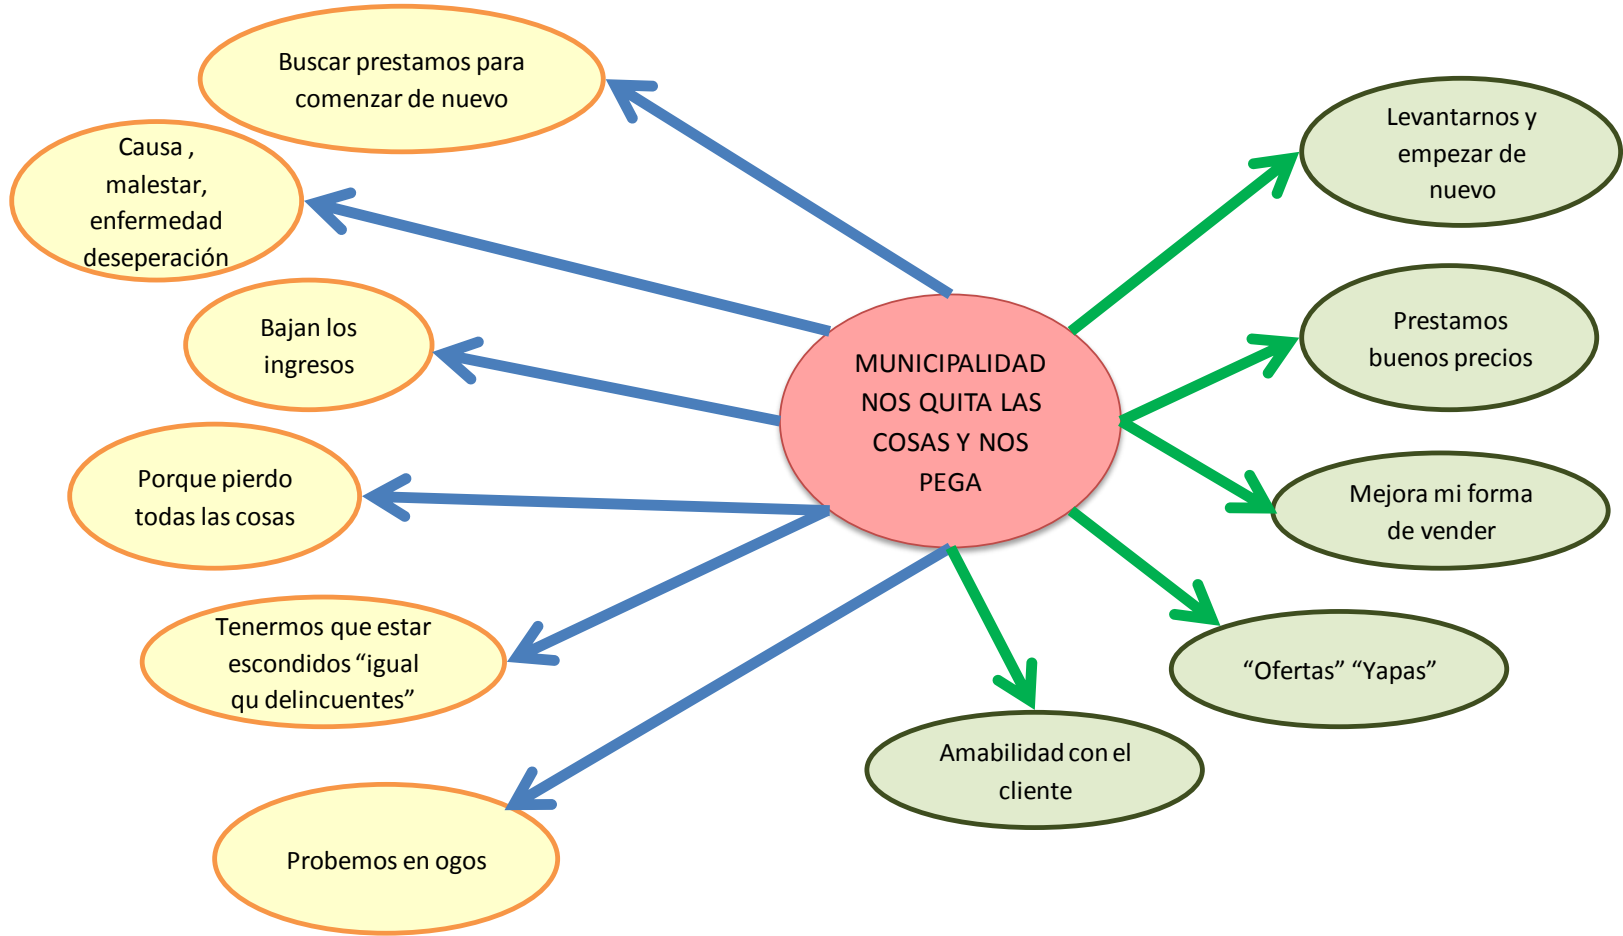 Buscar prestamos para
comenzar de nuevo
Causa ,
malestar,
enfermedad
deseperación
Bajan los
ingresos
Porque pierdo
todas las cosas
Tenermos que estar
escondidos “igual
qu delincuentes”
Probemos en ogos
MUNICIPALIDAD
NOS QUITA LAS
COSAS Y NOS
PEGA
Levantarnos y
empezar de
nuevo
Prestamos
buenos precios
Mejora mi forma
de vender
“Ofertas” “Yapas”
Amabilidad con el
cliente